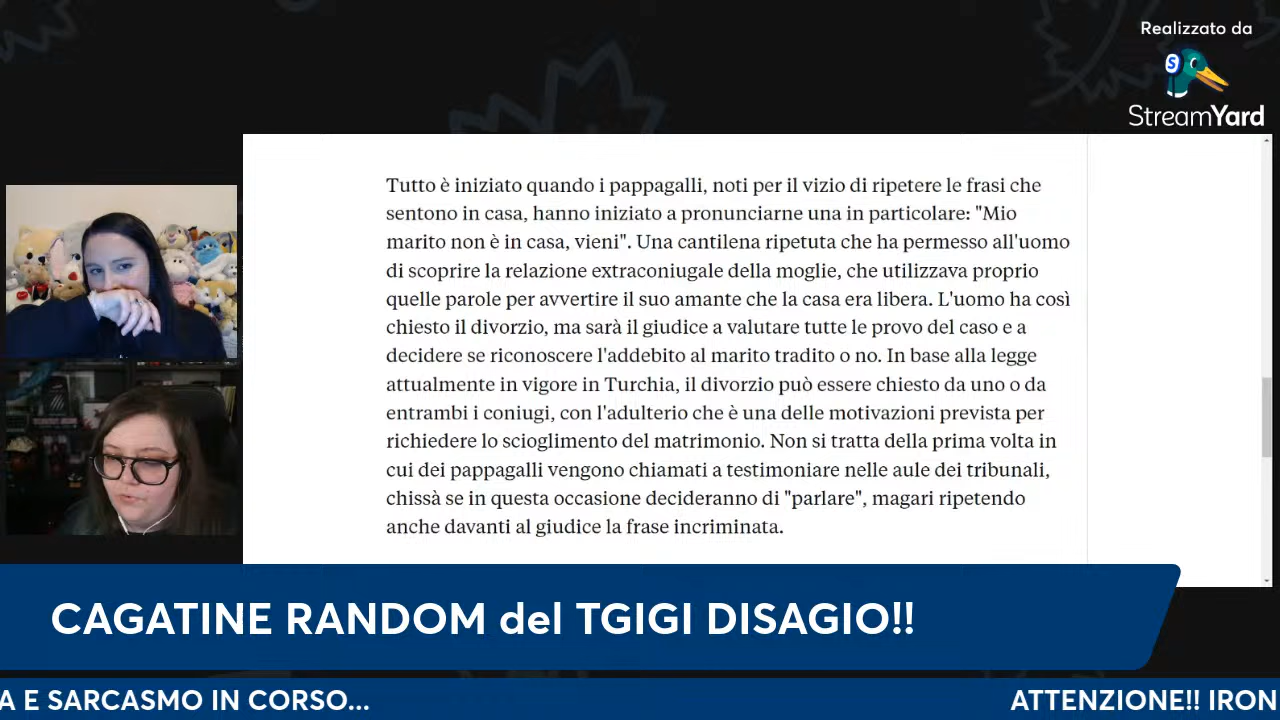 Realizzato da
StreamYard
Tutto è iniziato quando i pappagalli, noti per il vizio di ripetere le frasi che
sentono in casa, hanno iniziato a pronunciarne una in particolare: "Mio
marito non è in casa, vieni". Una cantilena ripetuta che ha permesso all'uomo
di scoprire la relazione extraconiugale della moglie, che utilizzava proprio
quelle parole per avvertire il suo amante che la casa era libera. L'uomo ha così
chiesto il divorzio, ma sarà il giudice a valutare tutte le provo del caso e a
decidere se riconoscere l'addebito al marito tradito o no. In base alla legge
attualmente in vigore in Turchia, il divorzio può essere chiesto da uno o da
entrambi i coniugi, con l'adulterio che è una delle motivazioni prevista per
richiedere lo scioglimento del matrimonio. Non si tratta della prima volta in
cui dei pappagalli vengono chiamati a testimoniare nelle aule dei tribunali,
chissà se in questa occasione decideranno di "parlare", magari ripetendo
anche davanti al giudice la frase incriminata.
CAGATINE RANDOM del TGIGI DISAGIO!!
A E SARCASMO IN CORSO... ATTENZIONE!! IRON